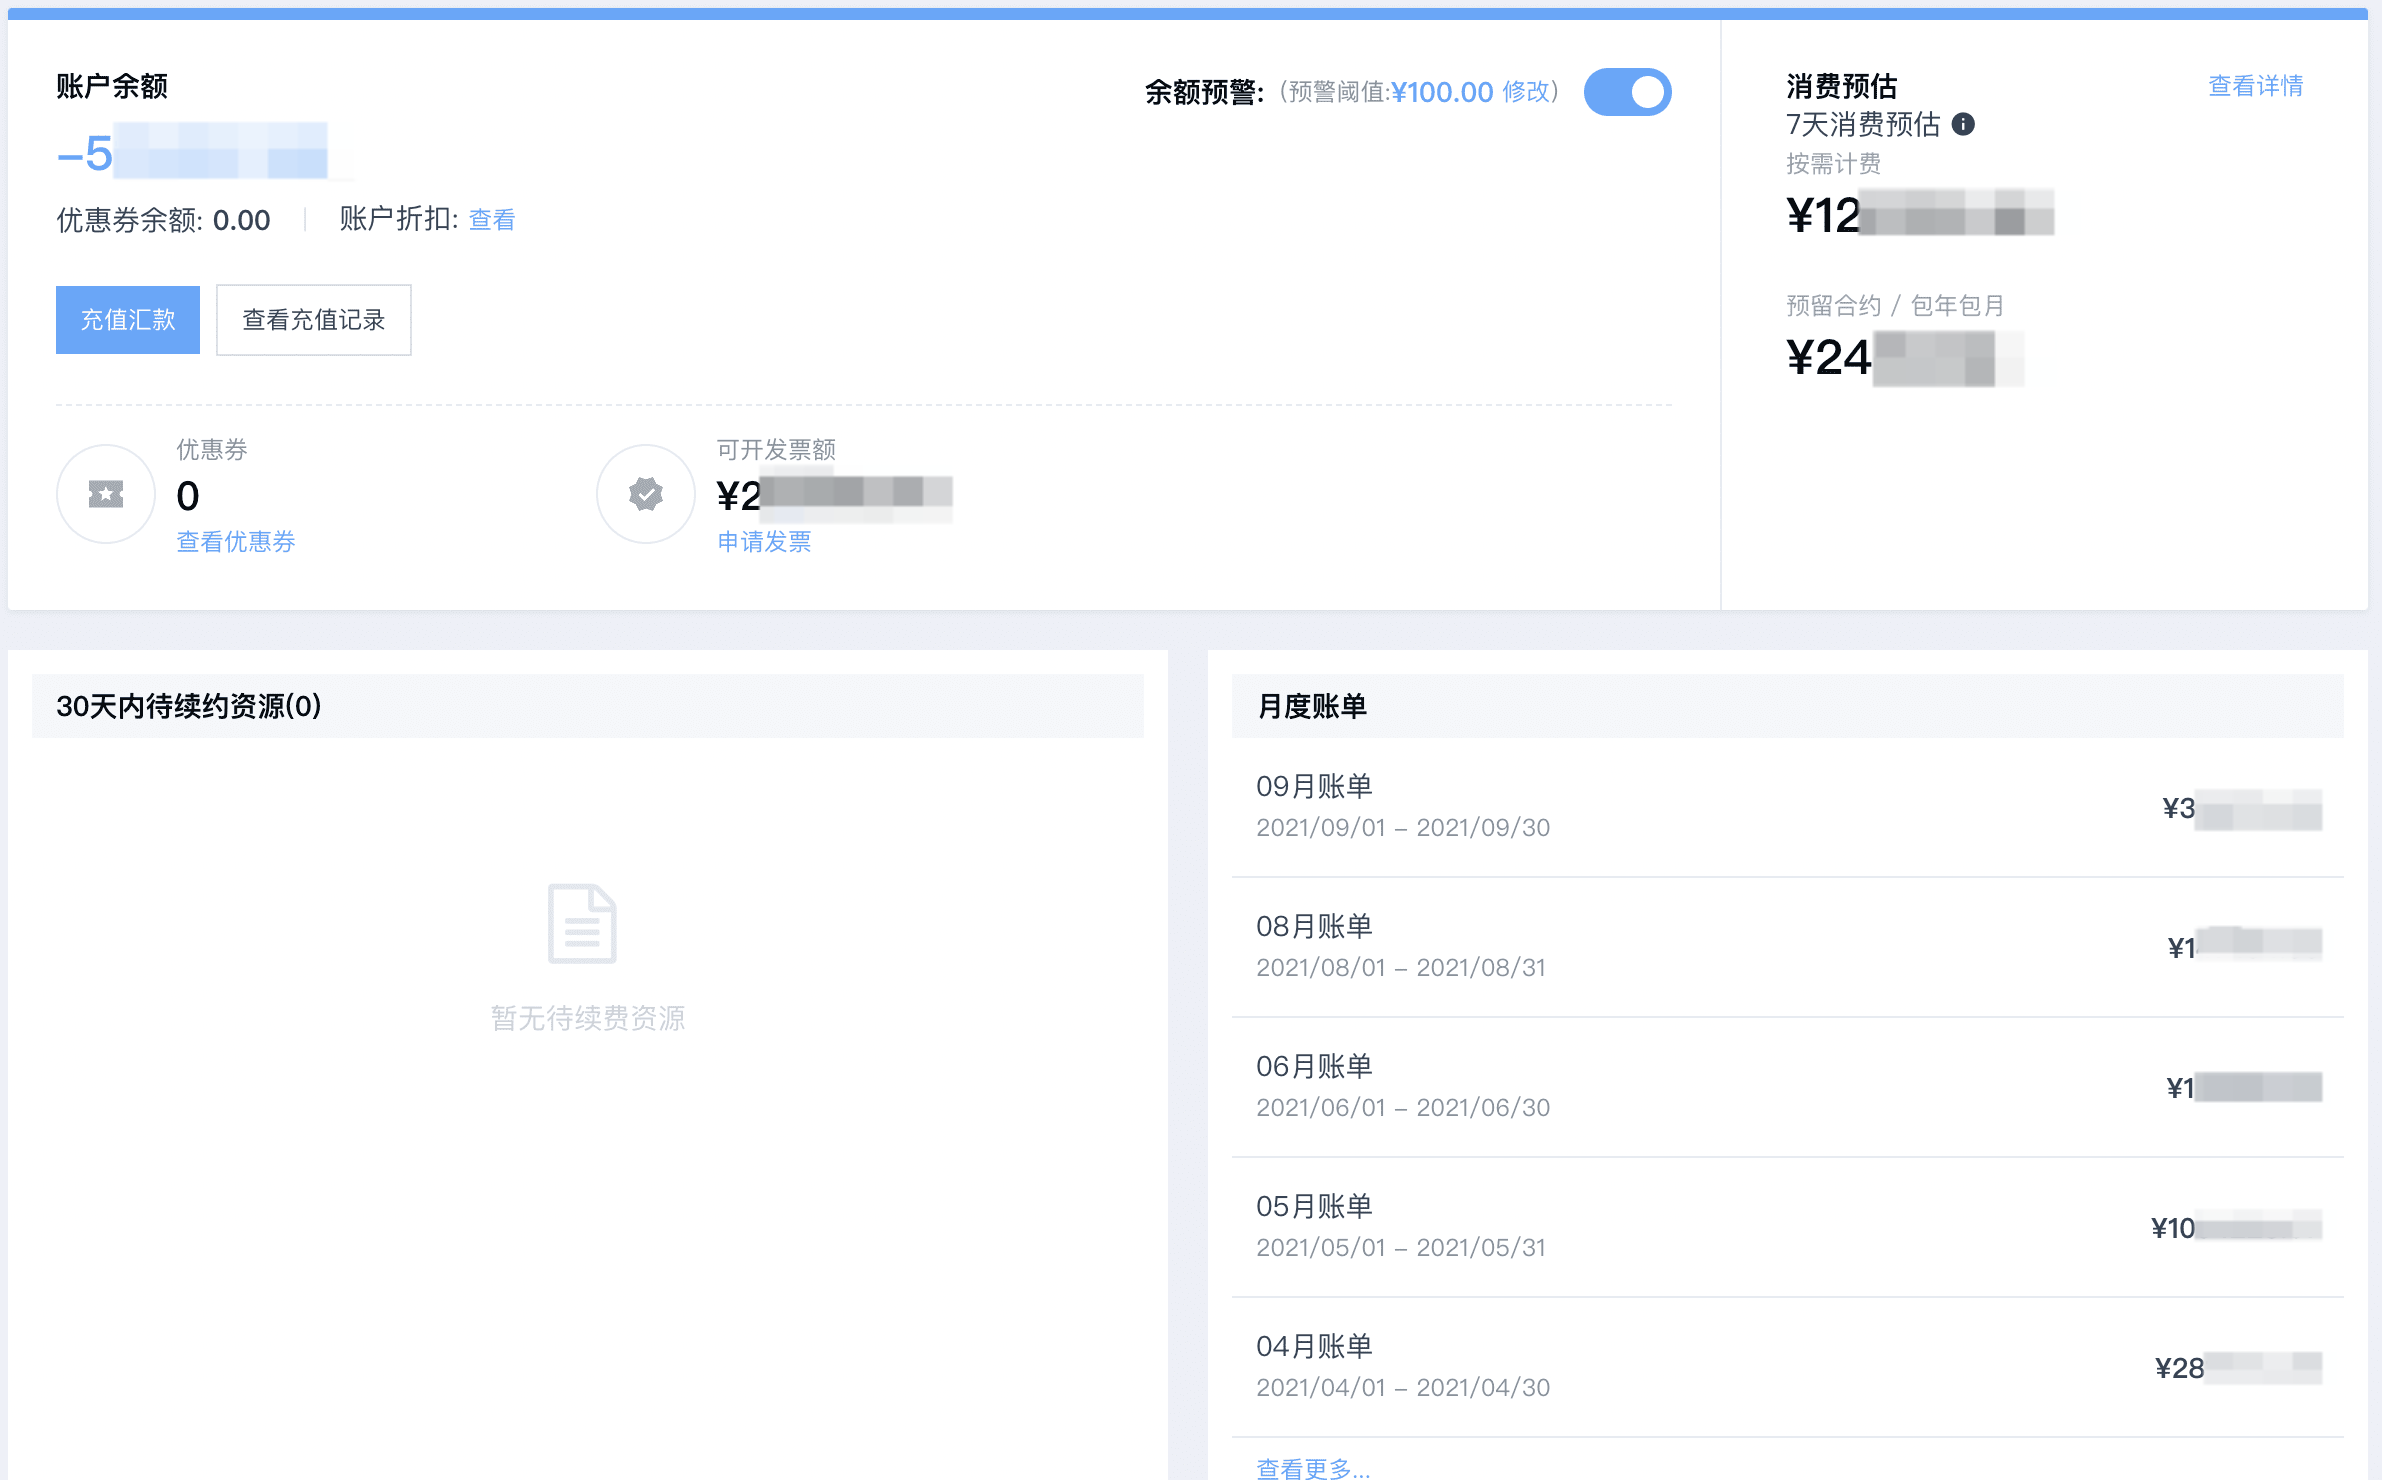 账户余额
-5
优惠券余额: 0.00
账户折扣: 查看
充值汇款
查看充值记录
余额预警: (预警阈值:¥100.00 修改)
优惠券
0
查看优惠券
可开发票额
¥2
申请发票
消费预估
查看详情
7天消费预估
按需计费
¥12
预留合约 / 包年包月
¥24
30天内待续约资源(0)
暂无待续费资源
月度账单
09月账单
2021/09/01 – 2021/09/30
¥3
08月账单
2021/08/01 – 2021/08/31
¥1
06月账单
2021/06/01 – 2021/06/30
¥1
05月账单
2021/05/01 – 2021/05/31
¥10
04月账单
2021/04/01 – 2021/04/30
¥28
查看更多...